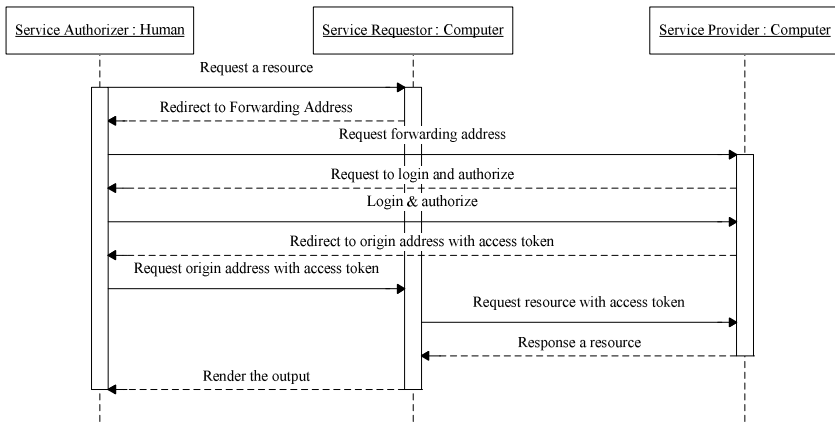 Service Authorizer : Human
Service Requestor : Computer
Service Provider : Computer
Request a resource
Redirect to Forwarding Address
Request forwarding address
Request to login and authorize
Login & authorize
Redirect to origin address with access token
Request origin address with access token
Request resource with access token
Response a resource
Render the output